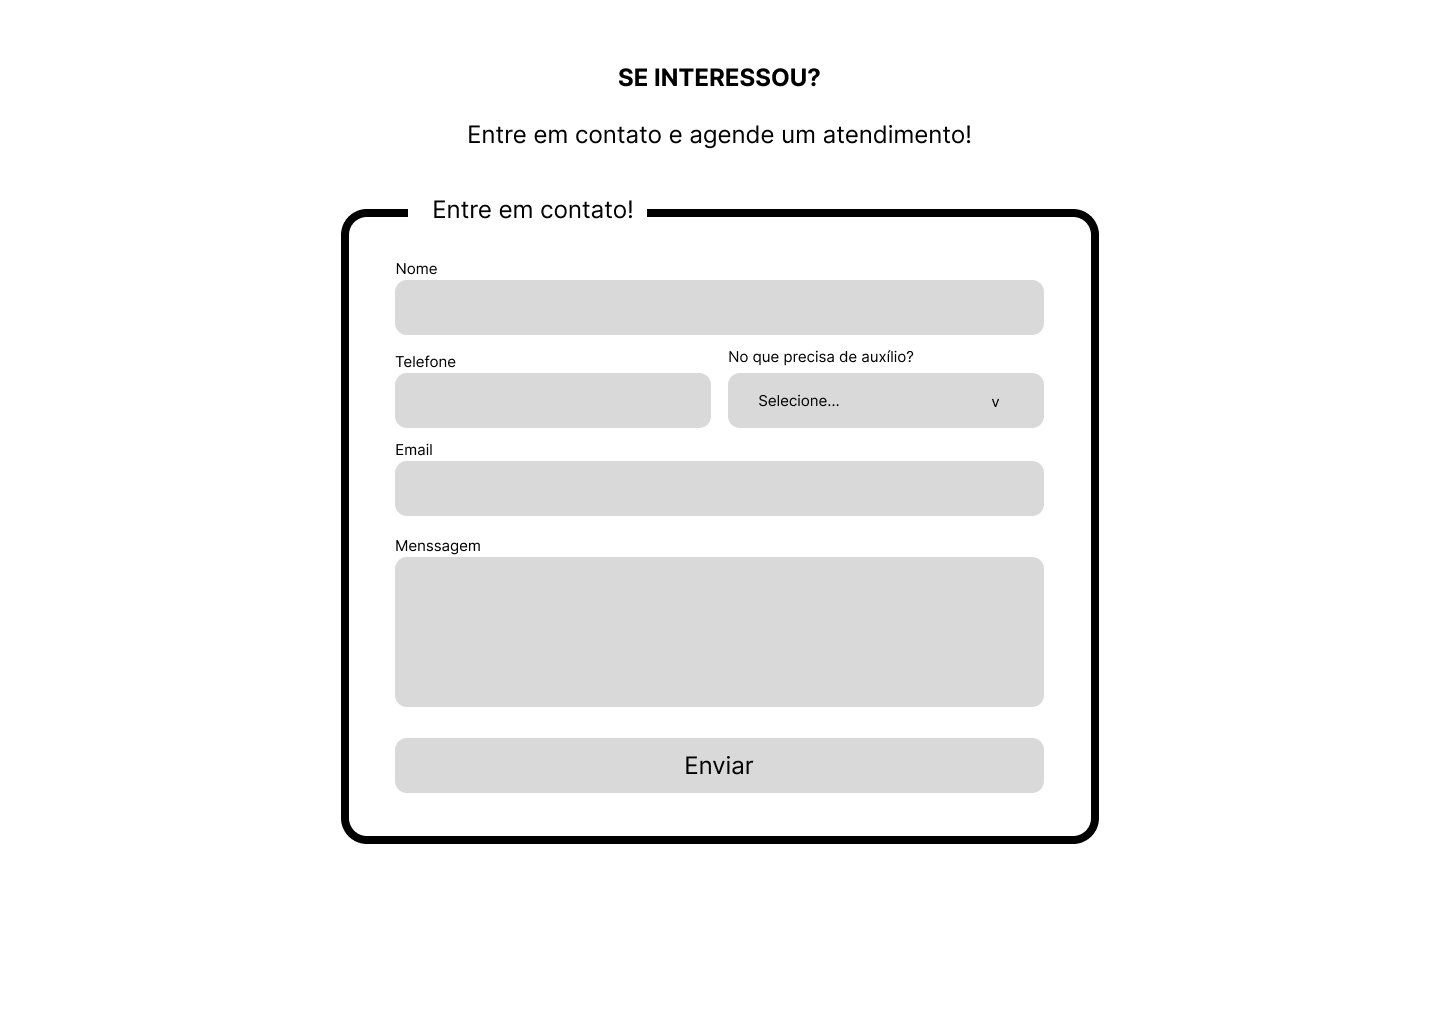 SE INTERESSOU?
Entre em contato e agende um atendimento!
Entre em contato!
Nome
Telefone
No que precisa de auxílio?
Selecione...
v
Email
Menssagem
Enviar